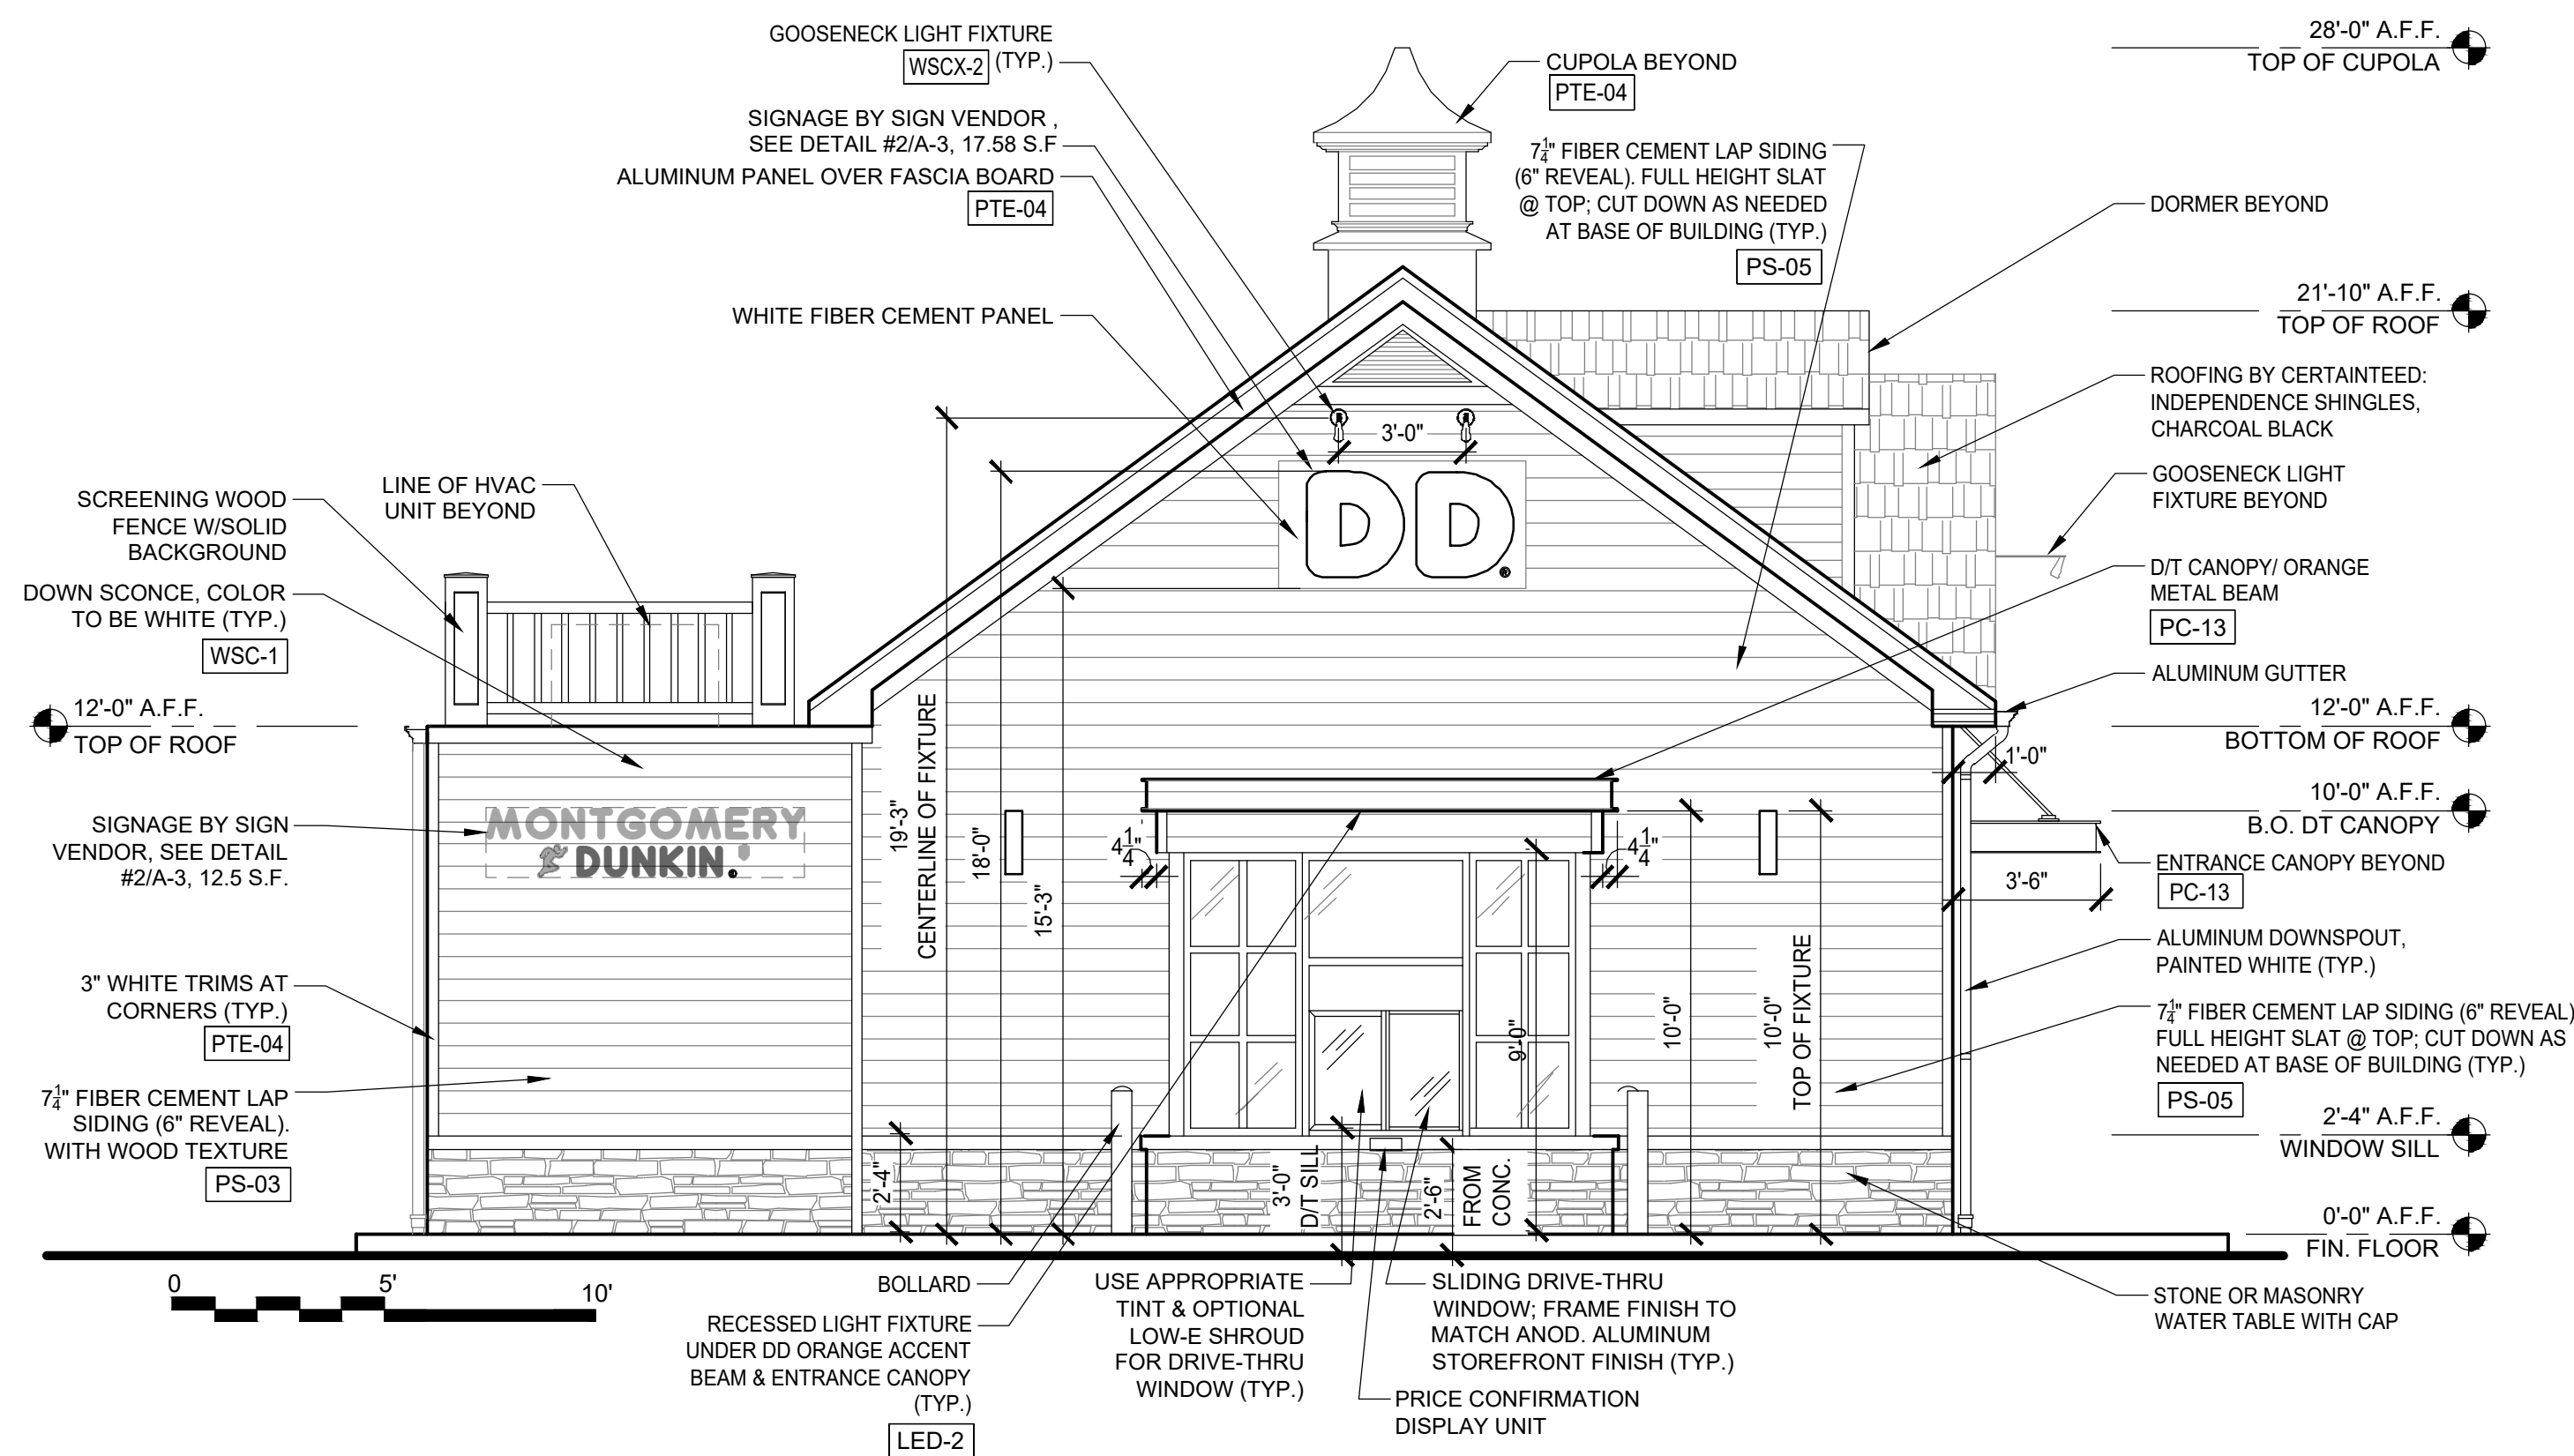 GOOSENECK LIGHT FIXTURE
WSCX-2 (TYP.)
SIGNAGE BY SIGN VENDOR ,
SEE DETAIL #2/A-3, 17.58 S.F
ALUMINUM PANEL OVER FASCIA BOARD
PTE-04
WHITE FIBER CEMENT PANEL
CUPOLA BEYOND
PTE-04
7 1/4" FIBER CEMENT LAP SIDING
(6" REVEAL). FULL HEIGHT SLAT
@ TOP; CUT DOWN AS NEEDED
AT BASE OF BUILDING (TYP.)
PS-05
28'-0" A.F.F.
TOP OF CUPOLA
DORMER BEYOND
21'-10" A.F.F.
TOP OF ROOF
ROOFING BY CERTAINTEED:
INDEPENDENCE SHINGLES,
CHARCOAL BLACK
GOOSENECK LIGHT
FIXTURE BEYOND
D/T CANOPY/ ORANGE
METAL BEAM
PC-13
ALUMINUM GUTTER
12'-0" A.F.F.
BOTTOM OF ROOF
1'-0"
10'-0" A.F.F.
B.O. DT CANOPY
ENTRANCE CANOPY BEYOND
PC-13
3'-6"
ALUMINUM DOWNSPOUT,
PAINTED WHITE (TYP.)
7 1/4" FIBER CEMENT LAP SIDING (6" REVEAL)
FULL HEIGHT SLAT @ TOP; CUT DOWN AS
NEEDED AT BASE OF BUILDING (TYP.)
PS-05
2'-4" A.F.F.
WINDOW SILL
0'-0" A.F.F.
FIN. FLOOR
STONE OR MASONRY
WATER TABLE WITH CAP
SCREENING WOOD
FENCE W/SOLID
BACKGROUND
LINE OF HVAC
UNIT BEYOND
DOWN SCONCE, COLOR
TO BE WHITE (TYP.)
WSC-1
12'-0" A.F.F.
TOP OF ROOF
SIGNAGE BY SIGN
VENDOR, SEE DETAIL
#2/A-3, 12.5 S.F.
3" WHITE TRIMS AT
CORNERS (TYP.)
PTE-04
7 1/4" FIBER CEMENT LAP
SIDING (6" REVEAL).
WITH WOOD TEXTURE
PS-03
MONTGOMERY
DUNKIN.®
3'-0"
DD®
19'-3"
CENTERLINE OF FIXTURE
18'-0"
15'-3"
4 1/4"
4 1/4"
9'-0"
10'-0"
10'-0"
TOP OF FIXTURE
2'-4"
3'-0"
D/T SILL
2'-6"
FROM
CONC.
0 5' 10'
BOLLARD
RECESSED LIGHT FIXTURE
UNDER DD ORANGE ACCENT
BEAM & ENTRANCE CANOPY
(TYP.)
LED-2
USE APPROPRIATE
TINT & OPTIONAL
LOW-E SHROUD
FOR DRIVE-THRU
WINDOW (TYP.)
SLIDING DRIVE-THRU
WINDOW; FRAME FINISH TO
MATCH ANOD. ALUMINUM
STOREFRONT FINISH (TYP.)
PRICE CONFIRMATION
DISPLAY UNIT